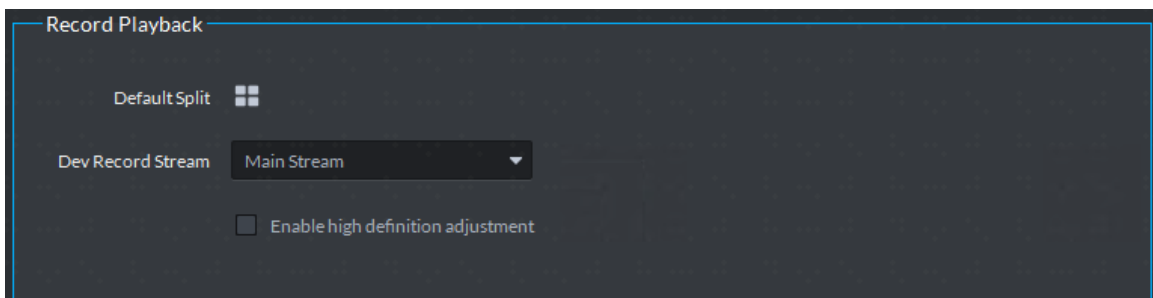 Record Playback
Default Split
Dev Record Stream Main Stream
Enable high definition adjustment